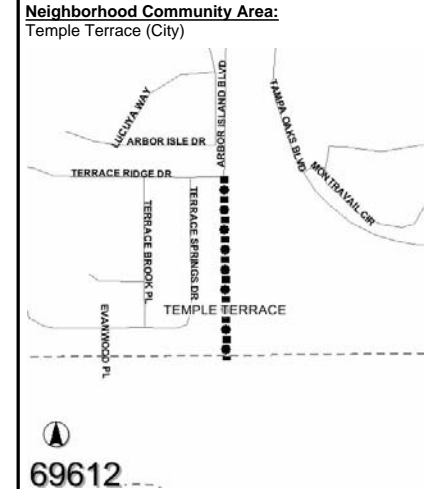 Neighborhood Community Area:
Temple Terrace (City)
LUCUYA WAY
ARBOR ISLAND BLVD
TAMPA OAKS BLVD
ARBOR ISLE DR
MONTRAVAIL CIR
TERRACE RIDGE DR
TERRACE BROOK PL
TERRACE SPRINGS DR
TEMPLE TERRACE
EVANWOOD PL
69612